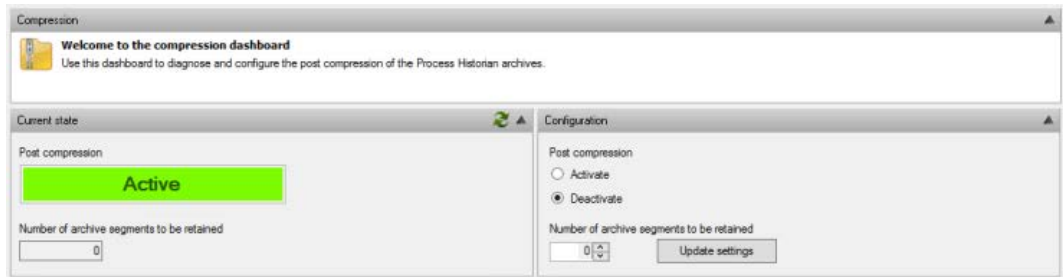 Compression
Welcome to the compression dashboard
Use this dashboard to diagnose and configure the post compression of the Process Historian archives.
Current state
Post compression
Active
Number of archive segments to be retained
0
Configuration
Post compression
Activate
Deactivate
Number of archive segments to be retained
0 Update settings